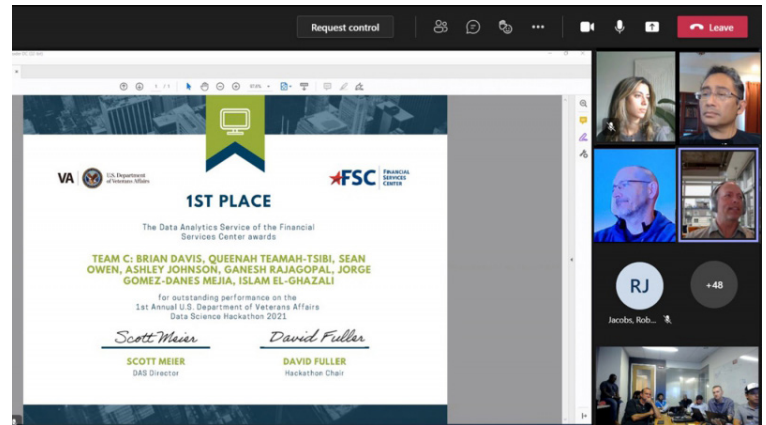 Request control
Leave
1 / 1
VA
U.S. Department
of Veterans Affairs
FSC
FINANCIAL
SERVICES
CENTER
1ST PLACE
The Data Analytics Service of the Financial
Services Center awards
TEAM C: BRIAN DAVIS, QUEENAH TEAMAH-TSIBI, SEAN
OWEN, ASHLEY JOHNSON, GANESH RAJAGOPAL, JORGE
GOMEZ-DANES MEJIA, ISLAM EL-GHAZALI
for outstanding performance on the
1st Annual U.S. Department of Veterans Affairs
Data Science Hackathon 2021
Scott Meier
David Fuller
SCOTT MEIER
DAVID FULLER
DAS Director
Hackathon Chair
RJ
+48
Jacobs, Rob...